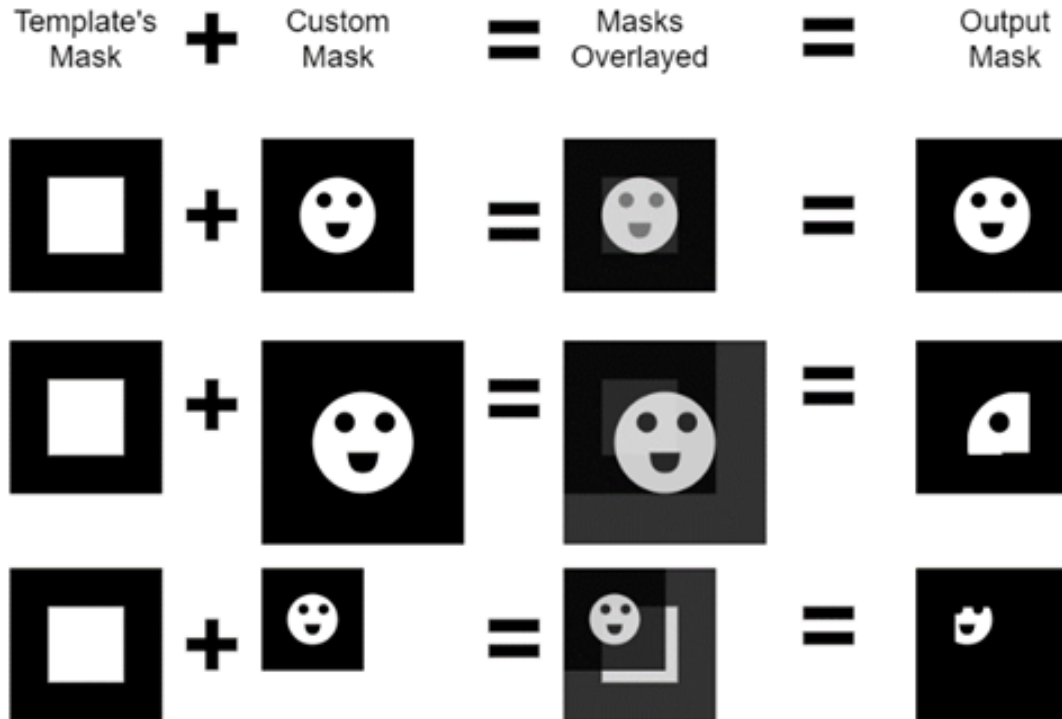 Template's
Mask
+
Custom
Mask
=
Masks
Overlayed
=
Output
Mask
+
=
=
+
=
=
+
=
=